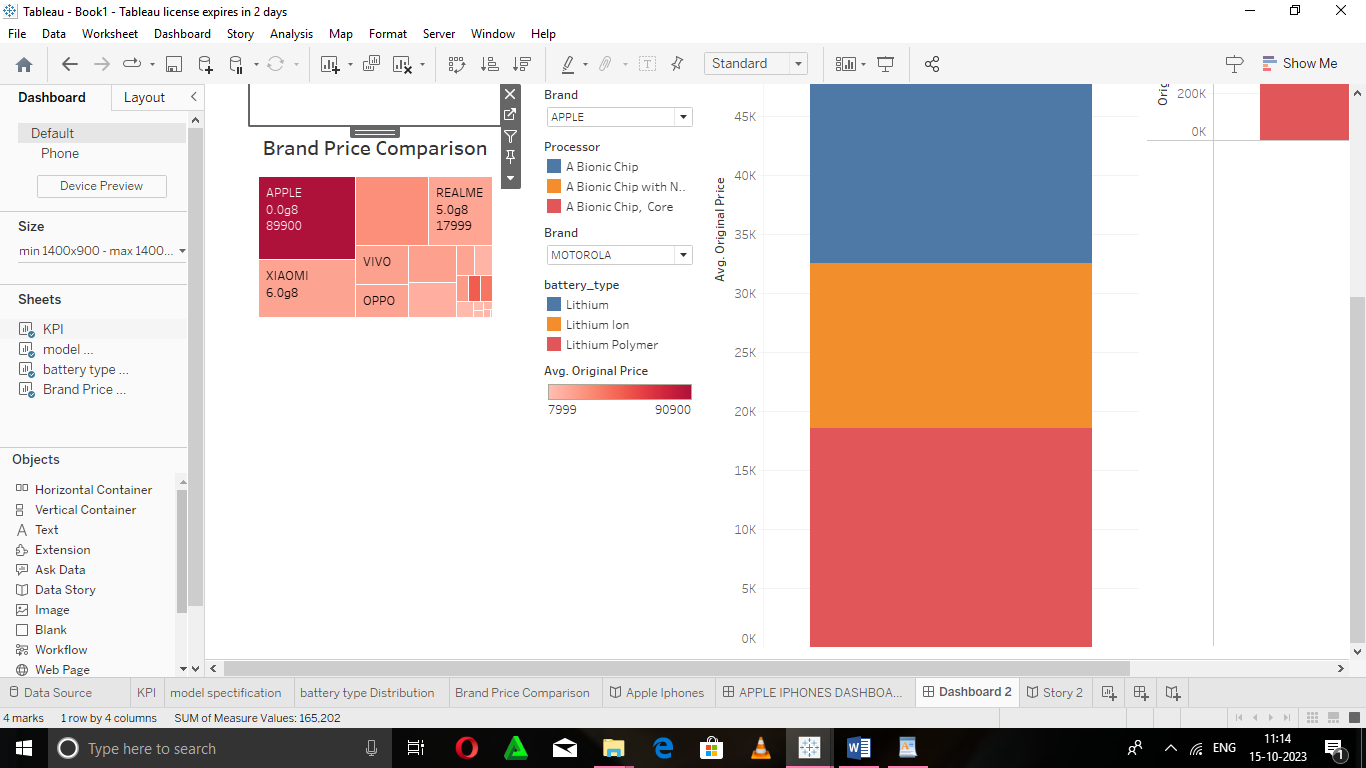 Tableau - Book1 - Tableau license expires in 2 days
File Data Worksheet Dashboard Story Analysis Map Format Server Window Help
Standard
Show Me
Dashboard Layout
Default
Phone
Device Preview
Size
min 1400x900 - max 1400...
Sheets
KPI
model ...
battery type ...
Brand Price ...
Objects
Horizontal Container
Vertical Container
Text
Extension
Ask Data
Data Story
Image
Blank
Workflow
Web Page
Brand Price Comparison
APPLE
0.0g8
89900
REALME
5.0g8
17999
XIAOMI
6.0g8
VIVO
OPPO
Brand
APPLE
Processor
A Bionic Chip
A Bionic Chip with N..
A Bionic Chip, Core
Brand
MOTOROLA
battery_type
Lithium
Lithium Ion
Lithium Polymer
Avg. Original Price
7999 90900
Avg. Original Price
45K
40K
35K
30K
25K
20K
15K
10K
5K
0K
Orig
200K
0K
Data Source KPI model spectification battery type Distribution Brand Price Comparison Apple Iphones APPLE IPHONES DASHBOA... Dashboard 2 Story 2
4 marks 1 row by 4 columns SUM of Measure Values: 165,202
Type here to search
ENG
11:14
15-10-2023
1